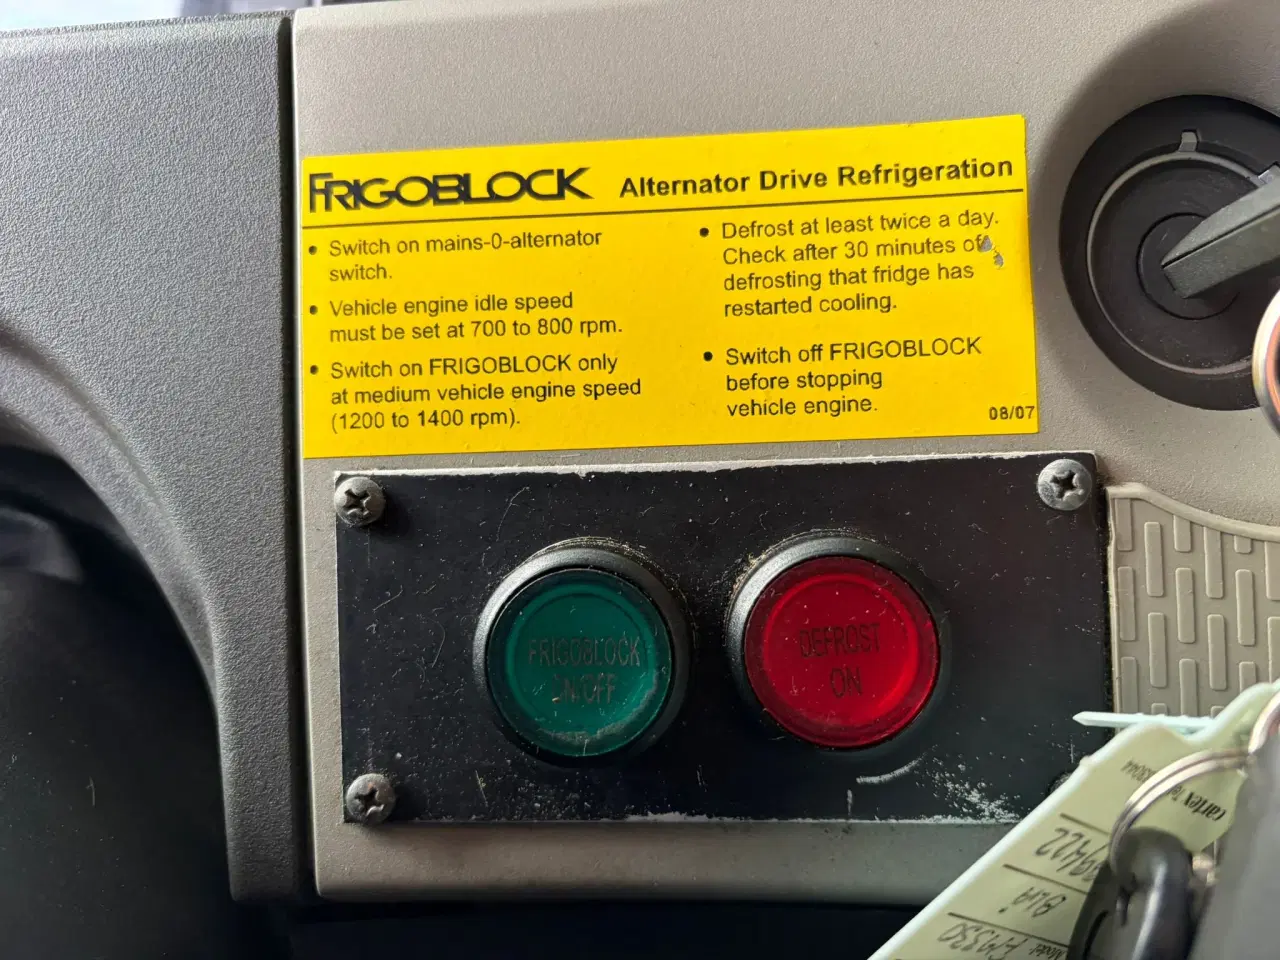 FRIGOBLOCK Alternator Drive Refrigeration
• Switch on mains-0-alternator
switch.
• Vehicle engine idle speed
must be set at 700 to 800 rpm.
• Switch on FRIGOBLOCK only
at medium vehicle engine speed
(1200 to 1400 rpm).
• Defrost at least twice a day.
Check after 30 minutes of
defrosting that fridge has
restarted cooling.
• Switch off FRIGOBLOCK
before stopping
vehicle engine.
08/07
FRIGOBLOCK
ON/OFF
DEFROST
ON
Model